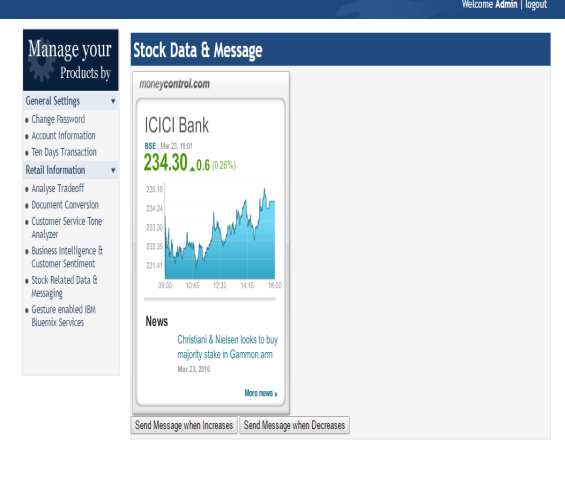 Welcome Admin | logout
Manage your
Products by
General Settings
Change Password
Account Information
Ten Days Transaction
Retail Information
Analyse Tradeoff
Document Conversion
Customer Service Tone
Analyzer
Business Intelligence &
Customer Sentiment
Stock Related Data &
Messaging
Gesture enabled IBM
Bluemix Services
Stock Data & Message
moneycontrol.com
ICICI Bank
BSE , Mar 23, 16:01
234.30 ▲ 0.6 (0.26%)
235.18
234.24
233.30
232.35
231.41
09:00 10:45 12:30 14:15 16:00
News
Christiani & Nielsen looks to buy
majority stake in Gammon arm
Mar 23, 2016
More news »
Send Message when Increases Send Message when Decreases